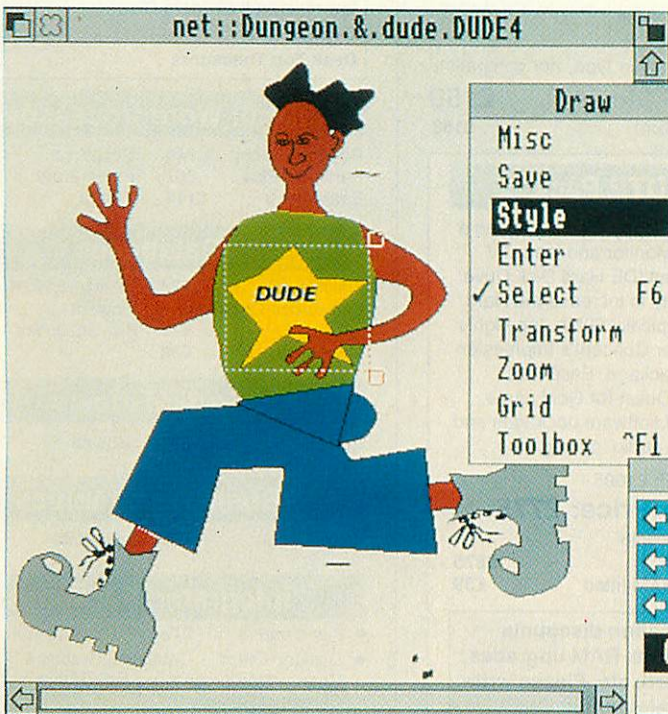 net::Dungeon.&.dude.DUDE4
Draw
Misc
Save
Style
Enter
✓Select F6
Transform
Zoom
Grid
Toolbox ^F1
DUDE